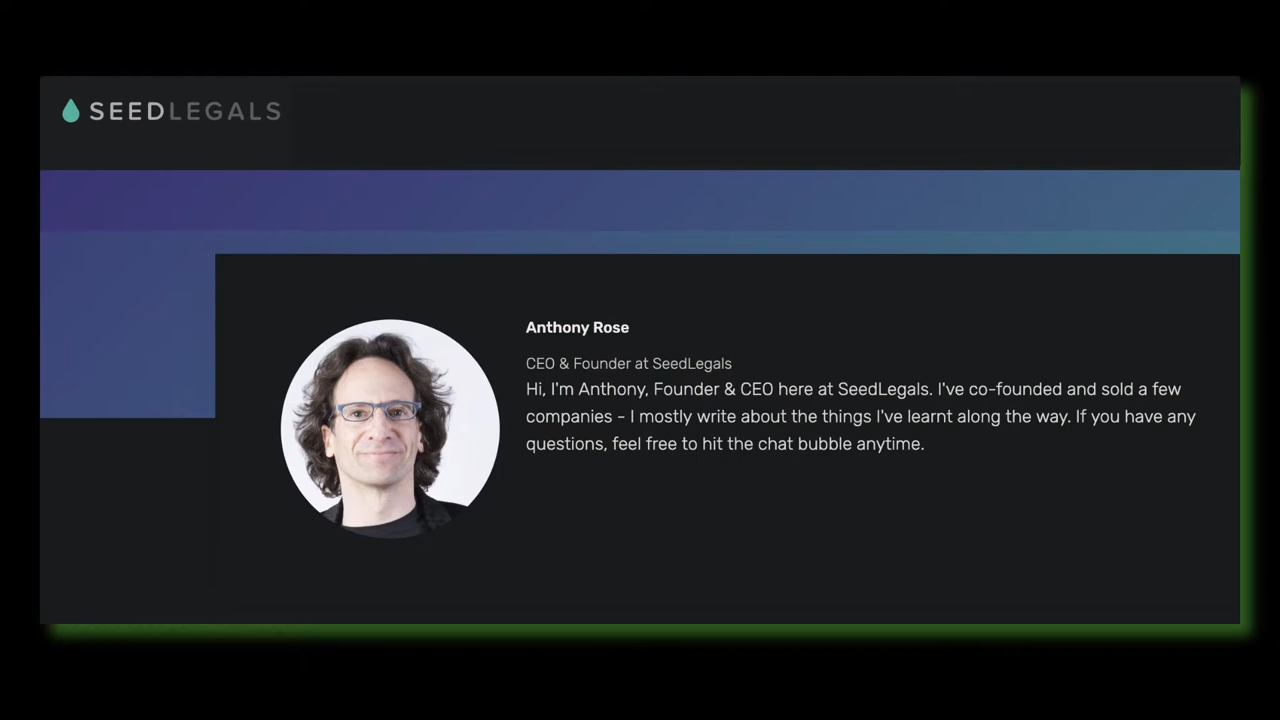 SEEDLEGALS
Anthony Rose
CEO & Founder at SeedLegals
Hi, I'm Anthony, Founder & CEO here at SeedLegals. I've co-founded and sold a few
companies - I mostly write about the things I've learnt along the way. If you have any
questions, feel free to hit the chat bubble anytime.